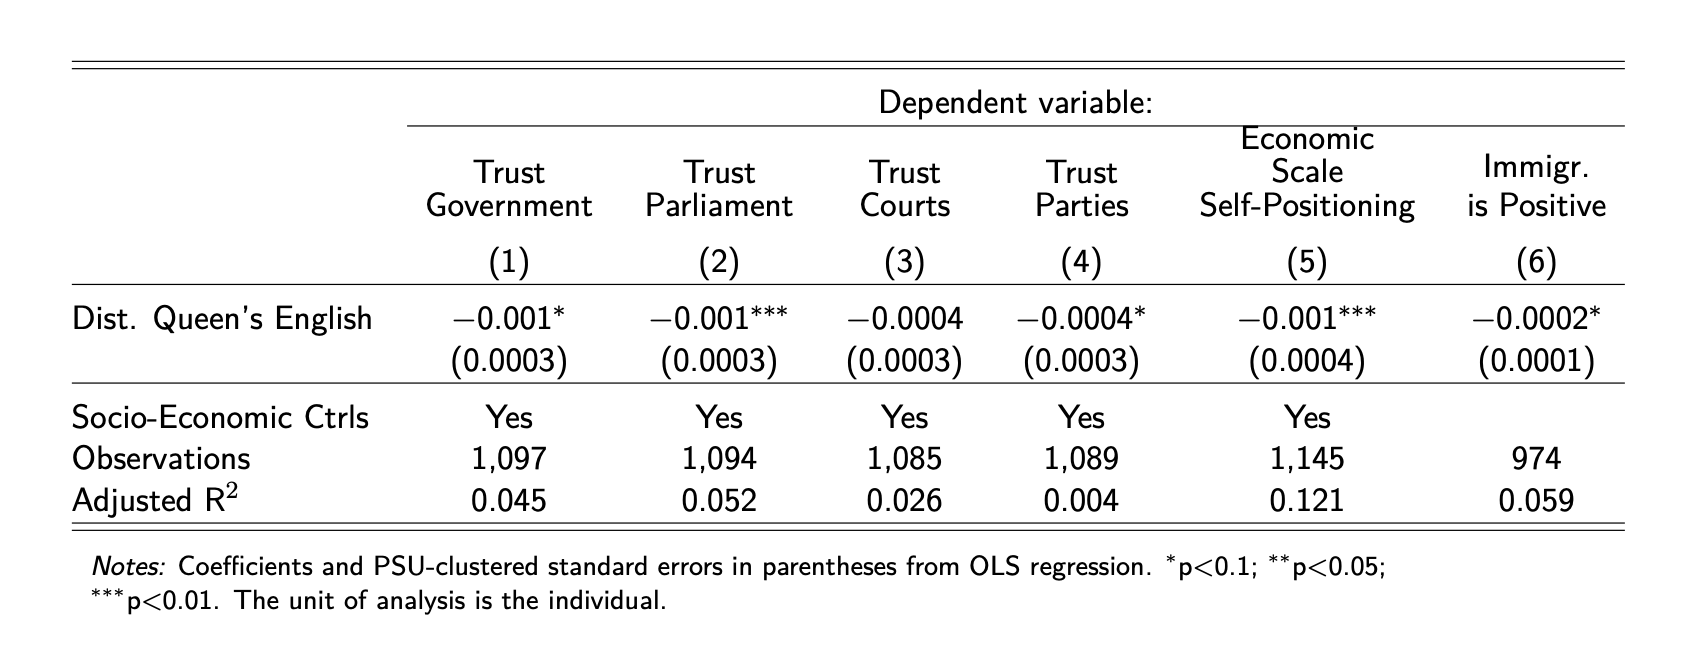 Dependent variable:
Economic
Trust Trust Trust Trust Scale Immigr.
Government Parliament Courts Parties Self-Positioning is Positive
(1) (2) (3) (4) (5) (6)
Dist. Queen's English −0.001* −0.001*** −0.0004 −0.0004* −0.001*** −0.0002*
(0.0003) (0.0003) (0.0003) (0.0003) (0.0004) (0.0001)
Socio-Economic Ctrls Yes Yes Yes Yes Yes
Observations 1,097 1,094 1,085 1,089 1,145 974
Adjusted R² 0.045 0.052 0.026 0.004 0.121 0.059
Notes: Coefficients and PSU-clustered standard errors in parentheses from OLS regression. *p<0.1; **p<0.05;
***p<0.01. The unit of analysis is the individual.